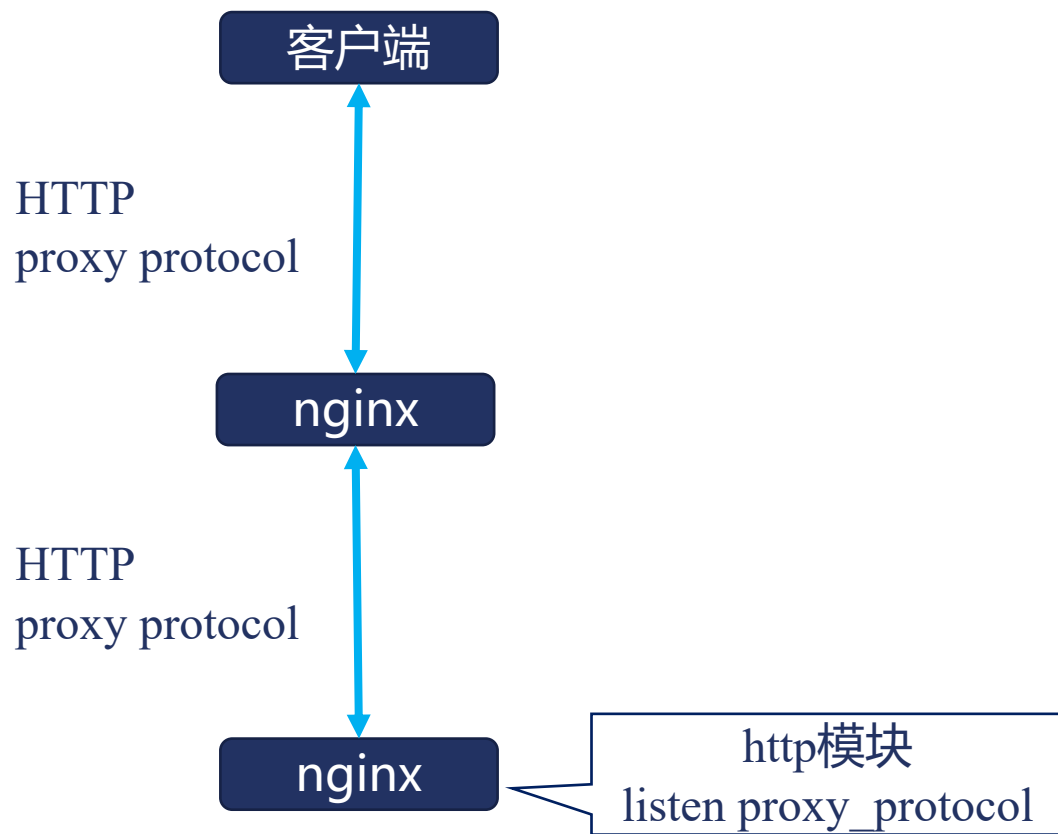 客户端
HTTP
proxy protocol
nginx
HTTP
proxy protocol
nginx
http模块
listen proxy_protocol